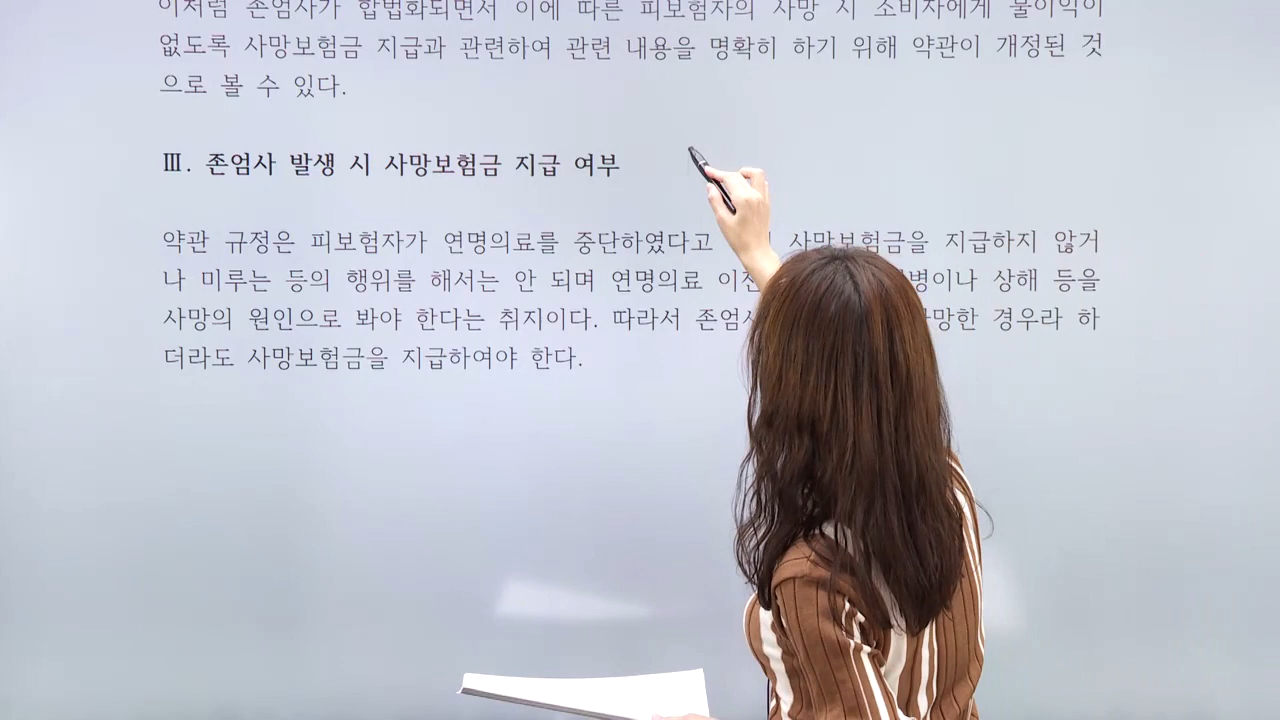 이처럼 존엄사가 합법화되면서 이에 따른 피보험자의 사망 시 소비자에게 불이익이
없도록 사망보험금 지급과 관련하여 관련 내용을 명확히 하기 위해 약관이 개정된 것
으로 볼 수 있다.
Ⅲ. 존엄사 발생 시 사망보험금 지급 여부
약관 규정은 피보험자가 연명의료를 중단하였다고 사망보험금을 지급하지 않거
나 미루는 등의 행위를 해서는 안 되며 연명의료 상해 등을
사망의 원인으로 봐야 한다는 취지이다. 따라서 경우라 하
더라도 사망보험금을 지급하여야 한다.